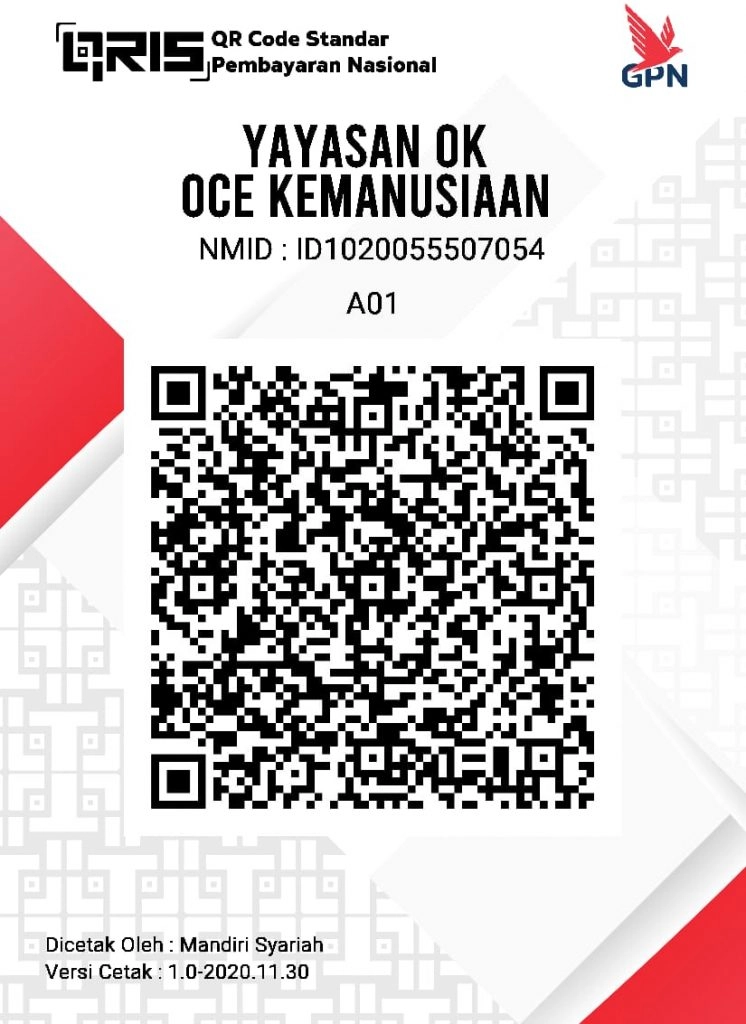 QRIS
QR Code Standar
Pembayaran Nasional
GPN
YAYASAN OK
OCE KEMANUSIAAN
NMID : ID1020055507054
A01
Dicetak Oleh : Mandiri Syariah
Versi Cetak : 1.0-2020.11.30